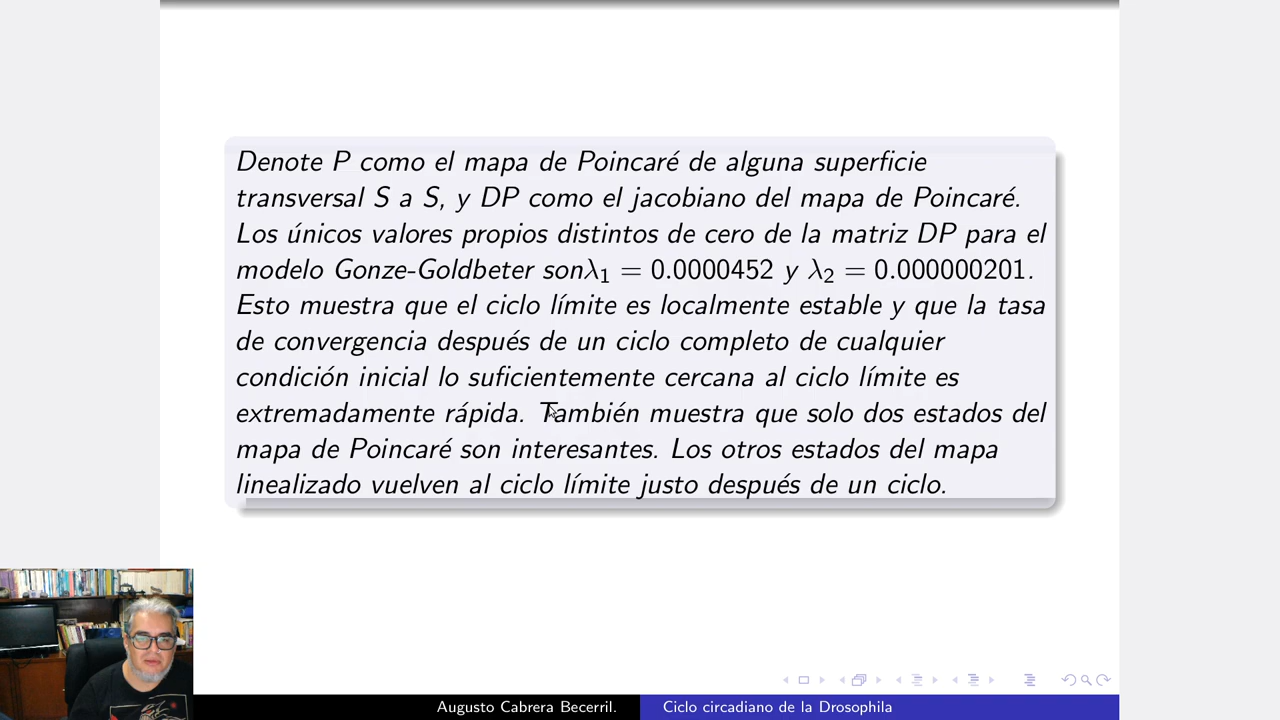 Denote P como el mapa de Poincaré de alguna superficie
transversal S a S, y DP como el jacobiano del mapa de Poincaré.
Los únicos valores propios distintos de cero de la matriz DP para el
modelo Gonze-Goldbeter sonλ₁ = 0.0000452 y λ₂ = 0.000000201.
Esto muestra que el ciclo límite es localmente estable y que la tasa
de convergencia después de un ciclo completo de cualquier
condición inicial lo suficientemente cercana al ciclo límite es
extremadamente rápida. También muestra que solo dos estados del
mapa de Poincaré son interesantes. Los otros estados del mapa
linealizado vuelven al ciclo límite justo después de un ciclo.
Augusto Cabrera Becerril.
Ciclo circadiano de la Drosophila